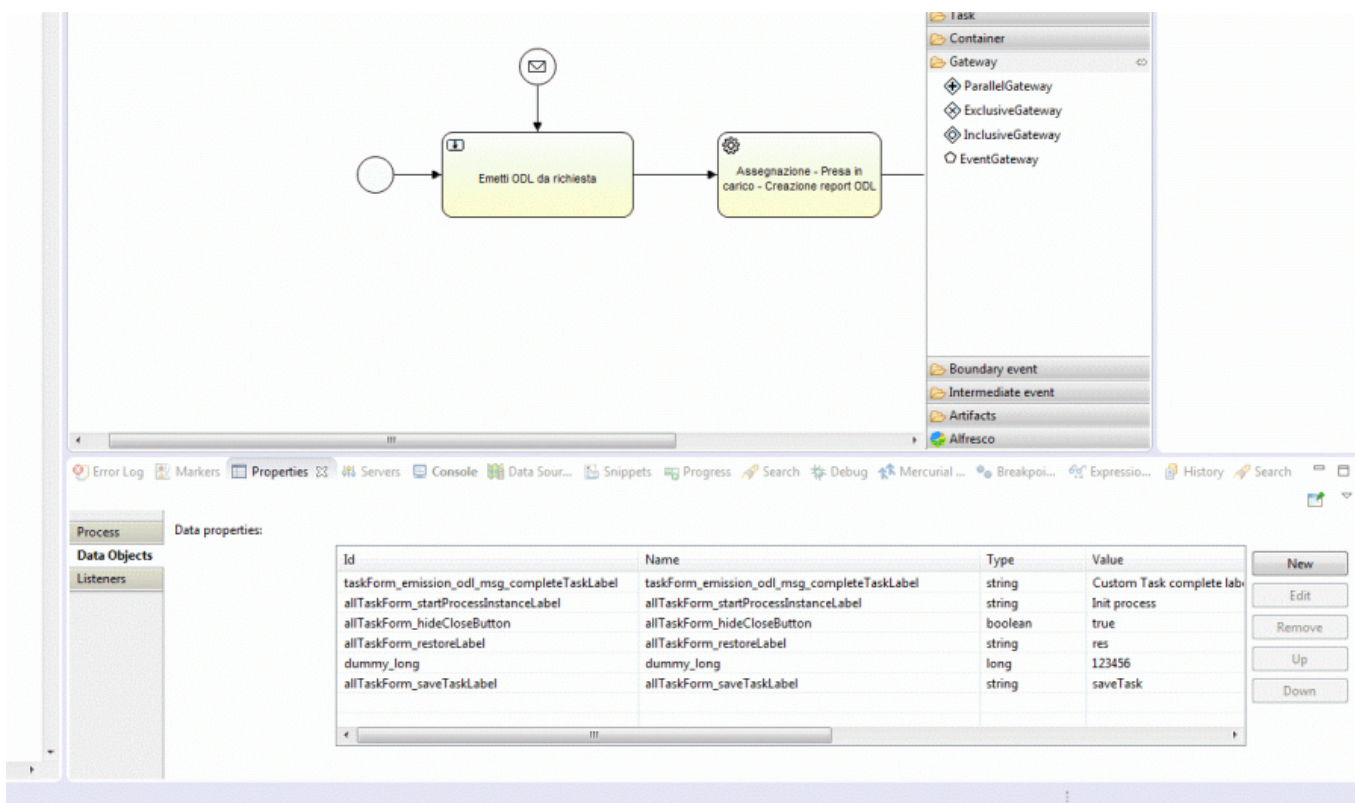 Task
Container
Gateway
ParallelGateway
ExclusiveGateway
InclusiveGateway
EventGateway
Emetti ODL da richiesta
Assegnazione - Presa in
carico - Creazione report ODL
Boundary event
Intermediate event
Artifacts
Alfresco
Error Log Markers Properties Servers Console Data Sour... Snippets Progress Search Debug Mercurial ... Breakpoi... Expressio... History Search
Process
Data Objects
Listeners
Data properties:
Id Name Type Value
taskForm_emission_odl_msg_completeTaskLabel taskForm_emission_odl_msg_completeTaskLabel string Custom Task complete lab
allTaskForm_startProcessInstanceLabel allTaskForm_startProcessInstanceLabel string Init process
allTaskForm_hideCloseButton allTaskForm_hideCloseButton boolean true
allTaskForm_restoreLabel allTaskForm_restoreLabel string res
dummy_long dummy_long long 123456
allTaskForm_saveTaskLabel allTaskForm_saveTaskLabel string saveTask
New
Edit
Remove
Up
Down